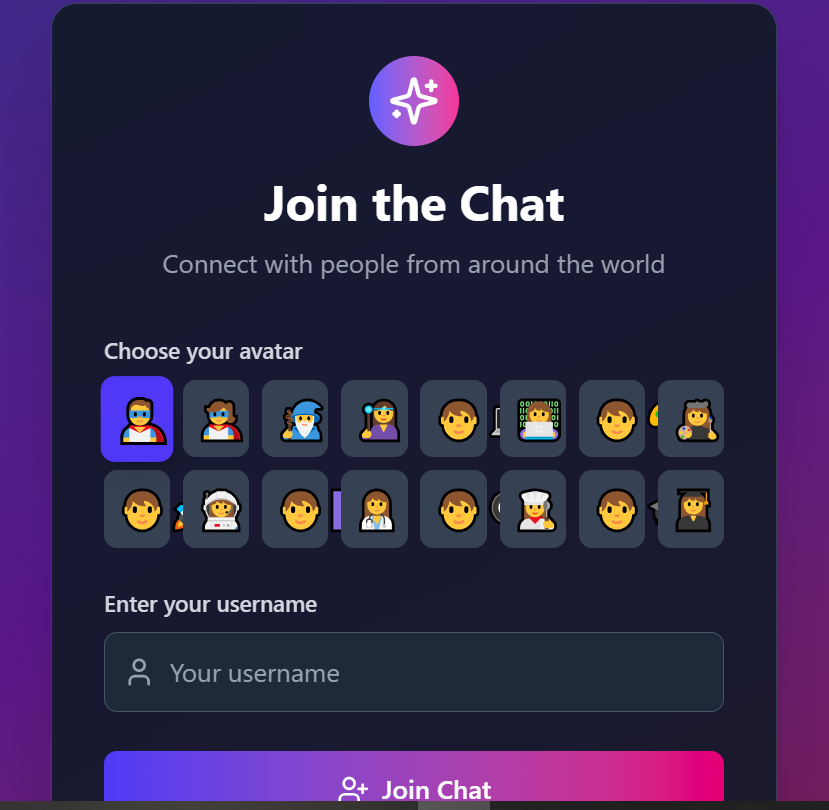 Join the Chat
Connect with people from around the world
Choose your avatar
Enter your username
Your username
Join Chat